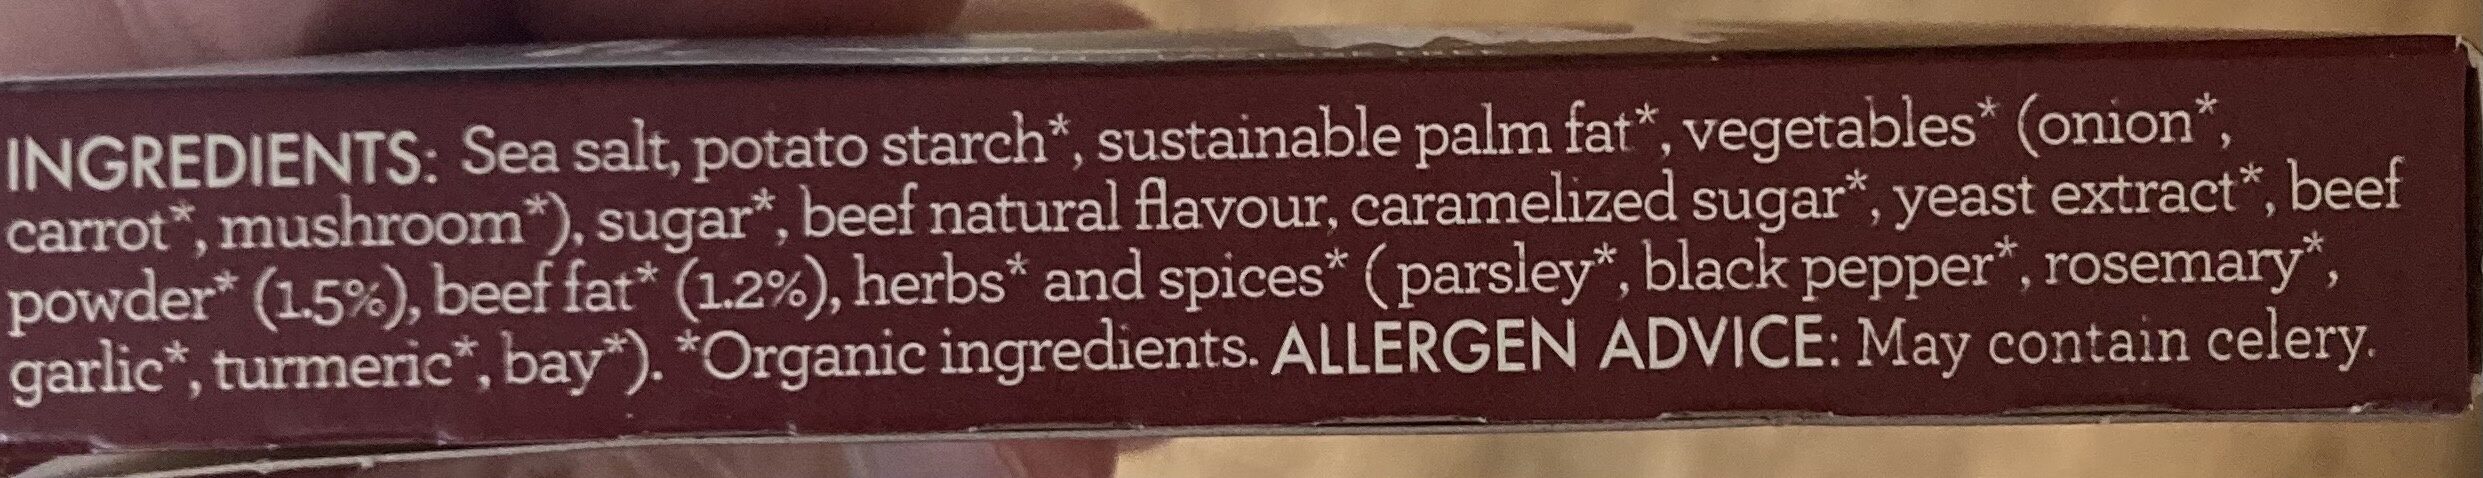 INGREDIENTS: Sea salt, potato starch*, sustainable palm fat*, vegetables* (onion*,
carrot*, mushroom*), sugar*, beef natural flavour, caramelized sugar*, yeast extract*, beef
powder* (1.5%), beef fat* (1.2%), herbs* and spices* (parsley*, black pepper*, rosemary*,
garlic*, turmeric*, bay*). *Organic ingredients. ALLERGEN ADVICE: May contain celery.